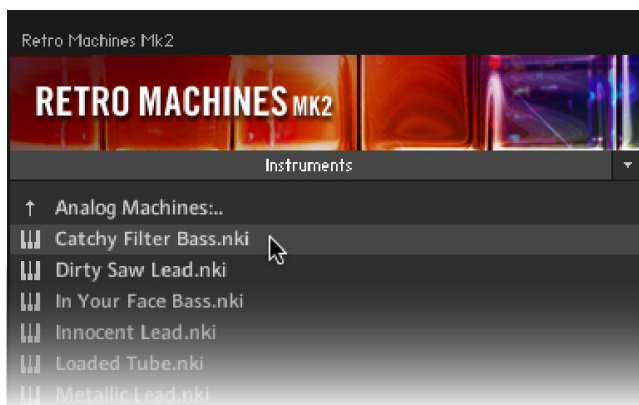 Retro Machines Mk2
RETRO MACHINES MK2
Instruments
Analog Machines:..
Catchy Filter Bass.nki
Dirty Saw Lead.nki
In Your Face Bass.nki
Innocent Lead.nki
Loaded Tube.nki
Metallic Lead.nki